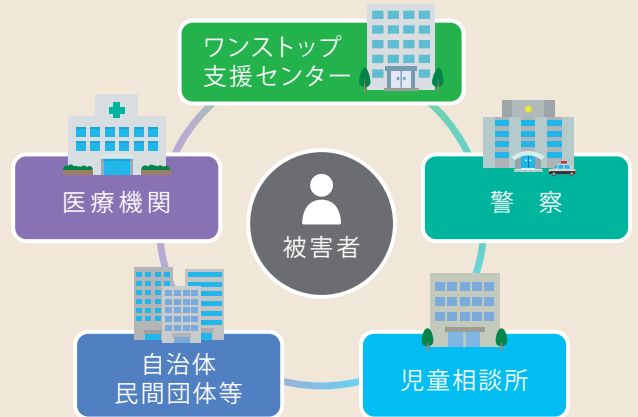 ワンストップ
支援センター
医療機関
警 察
被害者
自治体
民間団体等
児童相談所